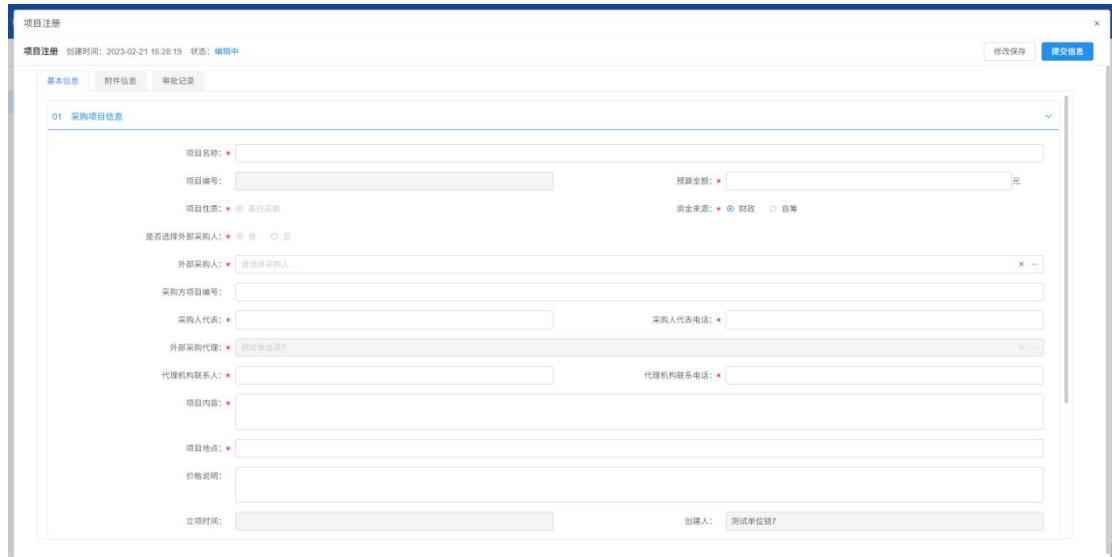 项目注册 ×
项目注册 创建时间：2023-02-21 16:28:19 状态：编辑中 修改保存 提交信息
基本信息 附件信息 审批记录
01 采购项目信息
项目名称：*
项目编号： 预算金额：* 元
项目性质：* 委托采购 资金来源：* 财政 自筹
是否选择外部采购人：* 是 否
外部采购人：* 请选择采购人...
采购方项目编号：
采购人代表：* 采购人代表电话：*
外部采购代理：* 测试单位锁7
代理机构联系人：* 代理机构联系电话：*
项目内容：*
项目地点：*
价格说明：
立项时间： 创建人： 测试单位锁7